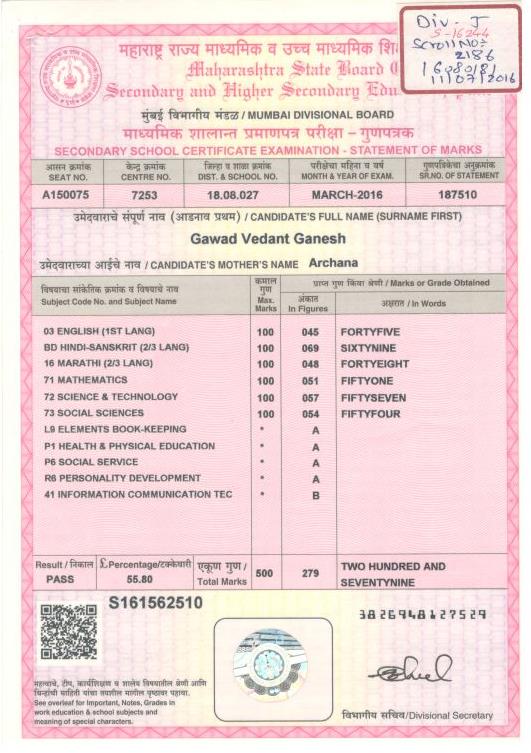 Div. J
S-16244
Scroll No:
2186
11/07/2016
महाराष्ट्र राज्य माध्यमिक व उच्च माध्यमिक
Maharashtra State Board
Secondary and Higher Secondary
मुंबई विभागीय मंडळ / MUMBAI DIVISIONAL BOARD
माध्यमिक शालान्त प्रमाणपत्र परीक्षा – गुणपत्रक
SECONDARY SCHOOL CERTIFICATE EXAMINATION - STATEMENT OF MARKS
आसन क्रमांक केन्द्र क्रमांक जिल्हा व शाळा क्रमांक परीक्षेचा महिना व वर्ष गुणपत्रिकेचा अनुक्रमांक
SEAT NO. CENTRE NO. DIST. & SCHOOL NO. MONTH & YEAR OF EXAM. SR.NO. OF STATEMENT
A150075 7253 18.08.027 MARCH-2016 187510
उमेदवाराचे संपूर्ण नाव (आडनाव प्रथम) / CANDIDATE'S FULL NAME (SURNAME FIRST)
Gawad Vedant Ganesh
उमेदवाराच्या आईचे नाव / CANDIDATE'S MOTHER'S NAME Archana
विषयाचा सांकेतिक क्रमांक व विषयाचे नाव
Subject Code No. and Subject Name
कमाल
गुण
Max.
Marks
प्राप्त गुण किंवा श्रेणी / Marks or Grade Obtained
अंकात
In Figures
अक्षरात / In Words
03 ENGLISH (1ST LANG) 100 045 FORTYFIVE
BD HINDI-SANSKRIT (2/3 LANG) 100 069 SIXTYNINE
16 MARATHI (2/3 LANG) 100 048 FORTYEIGHT
71 MATHEMATICS 100 051 FIFTYONE
72 SCIENCE & TECHNOLOGY 100 057 FIFTYSEVEN
73 SOCIAL SCIENCES 100 054 FIFTYFOUR
L9 ELEMENTS BOOK-KEEPING * A
P1 HEALTH & PHYSICAL EDUCATION * A
P6 SOCIAL SERVICE * A
R6 PERSONALITY DEVELOPMENT * A
41 INFORMATION COMMUNICATION TEC * B
Result / निकाल £ Percentage/टक्केवारी एकूण गुण / 500 279 TWO HUNDRED AND
PASS 55.80 Total Marks SEVENTYNINE
S161562510
3826948127529
महत्वाचे, टीप, कार्यशिक्षण व शालेय विषयातील श्रेणी आणि
चिन्हांची माहिती यांचा तपशील मागील पृष्ठावर पहावा.
See overleaf for Important, Notes, Grades in
work education & school subjects and
meaning of special characters.
विभागीय सचिव/Divisional Secretary